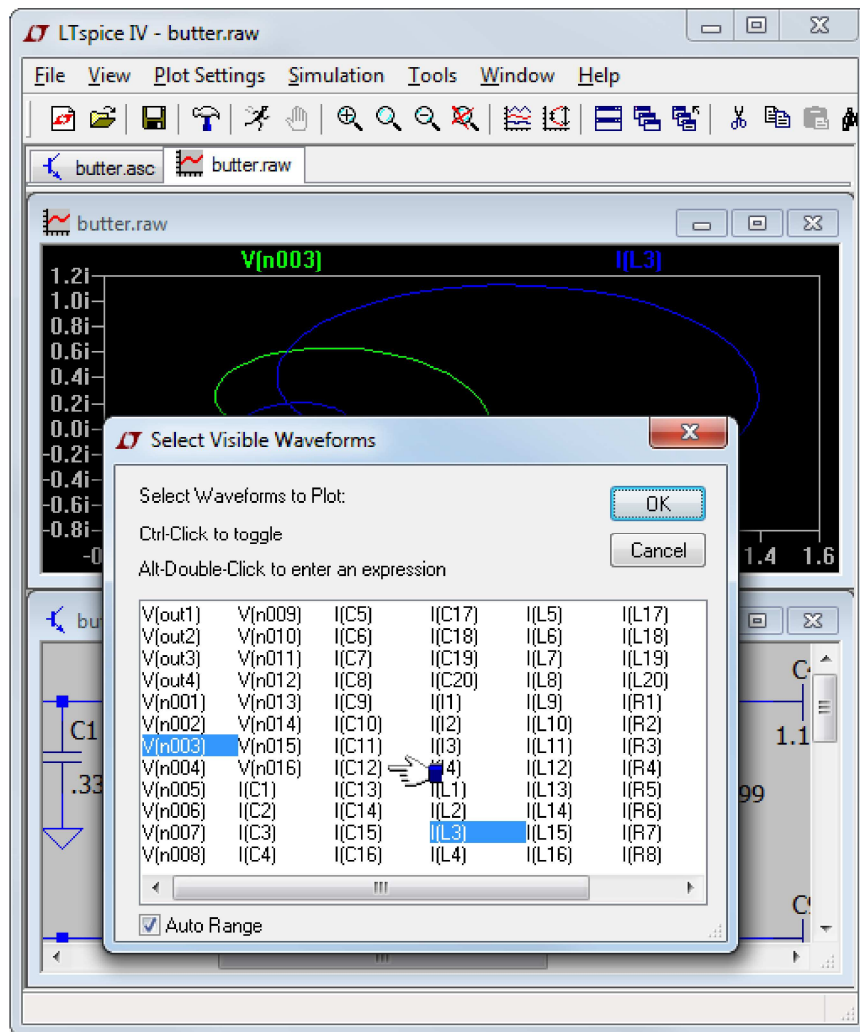 LTspice IV - butter.raw
File View Plot Settings Simulation Tools Window Help
butter.asc butter.raw
butter.raw
V(n003) I(L3)
1.2i
1.0i
0.8i
0.6i
0.4i
0.2i
0.0i
-0.2i
-0.4i
-0.6i
-0.8i
1.4 1.6
Select Visible Waveforms
Select Waveforms to Plot:
OK
Ctrl-Click to toggle
Cancel
Alt-Double-Click to enter an expression
V(out1) V(n009) I(C5) I(C17) I(L5) I(L17)
V(out2) V(n010) I(C6) I(C18) I(L6) I(L18)
V(out3) V(n011) I(C7) I(C19) I(L7) I(L19)
V(out4) V(n012) I(C8) I(C20) I(L8) I(L20)
V(n001) V(n013) I(C9) I(I1) I(L9) I(R1)
V(n002) V(n014) I(C10) I(I2) I(L10) I(R2)
V(n003) V(n015) I(C11) I(I3) I(L11) I(R3)
V(n004) V(n016) I(C12) 4) I(L12) I(R4)
V(n005) I(C1) I(C13) I(L1) I(L13) I(R5)
V(n006) I(C2) I(C14) I(L2) I(L14) I(R6)
V(n007) I(C3) I(C15) I(L3) I(L15) I(R7)
V(n008) I(C4) I(C16) I(L4) I(L16) I(R8)
Auto Range
bu
C1
.33
1.1
99